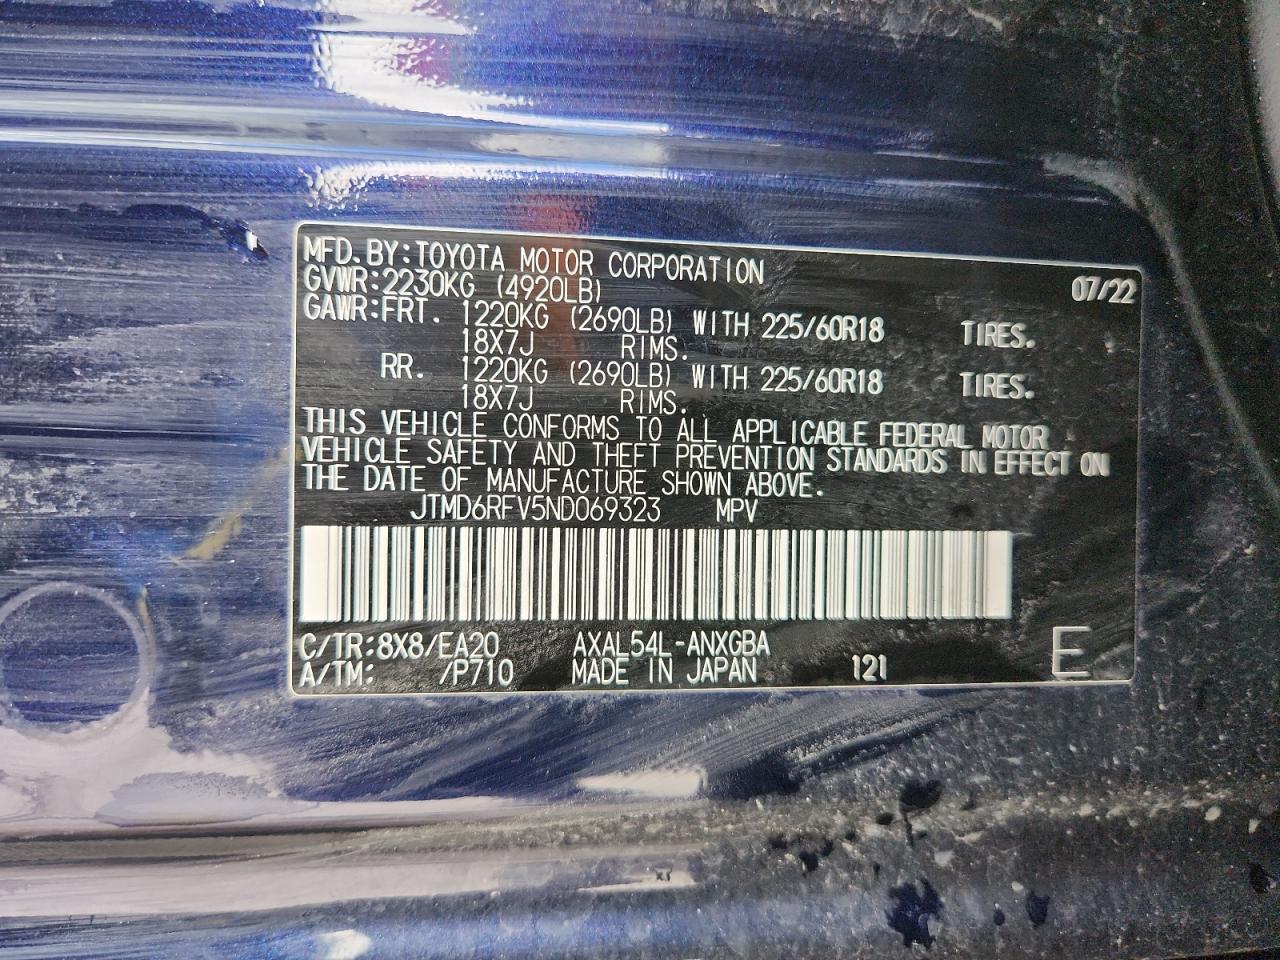 MFD. BY: TOYOTA MOTOR CORPORATION 07/22
GVWR: 2230KG (4920LB)
GAWR: FRT. 1220KG (2690LB) WITH 225/60R18 TIRES.
18X7J RIMS.
RR. 1220KG (2690LB) WITH 225/60R18 TIRES.
18X7J RIMS.
THIS VEHICLE CONFORMS TO ALL APPLICABLE FEDERAL MOTOR
VEHICLE SAFETY AND THEFT PREVENTION STANDARDS IN EFFECT ON
THE DATE OF MANUFACTURE SHOWN ABOVE.
JTMD6RFV5ND069323 MPV
C/TR: 8X8/EA20 AXAL54L-ANXGBA
A/TM: /P710 MADE IN JAPAN 121 E